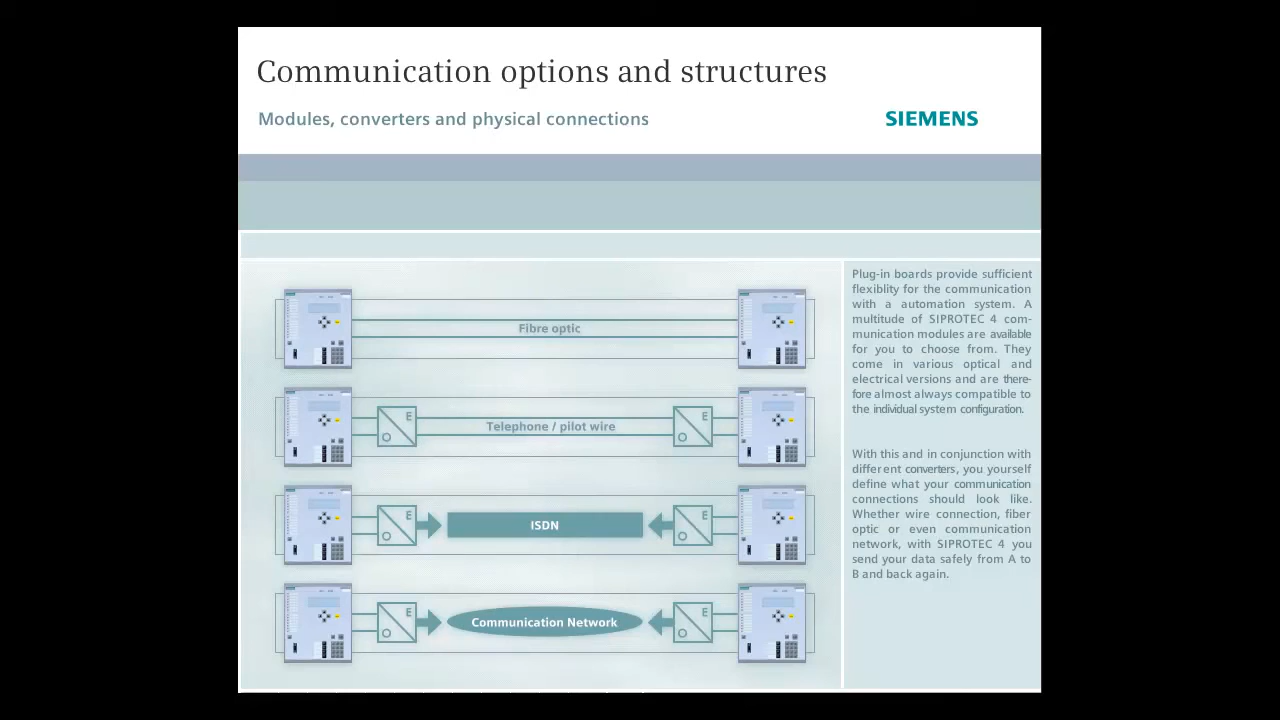 Communication options and structures
Modules, converters and physical connections
SIEMENS
Fibre optic
E
O
Telephone / pilot wire
E
O
E
O
ISDN
E
O
E
O
Communication Network
E
O
Plug-in boards provide sufficient
flexiblity for the communication
with a automation system. A
multitude of SIPROTEC 4 com-
munication modules are available
for you to choose from. They
come in various optical and
electrical versions and are there-
fore almost always compatible to
the individual system configuration.
With this and in conjunction with
different converters, you yourself
define what your communication
connections should look like.
Whether wire connection, fiber
optic or even communication
network, with SIPROTEC 4 you
send your data safely from A to
B and back again.